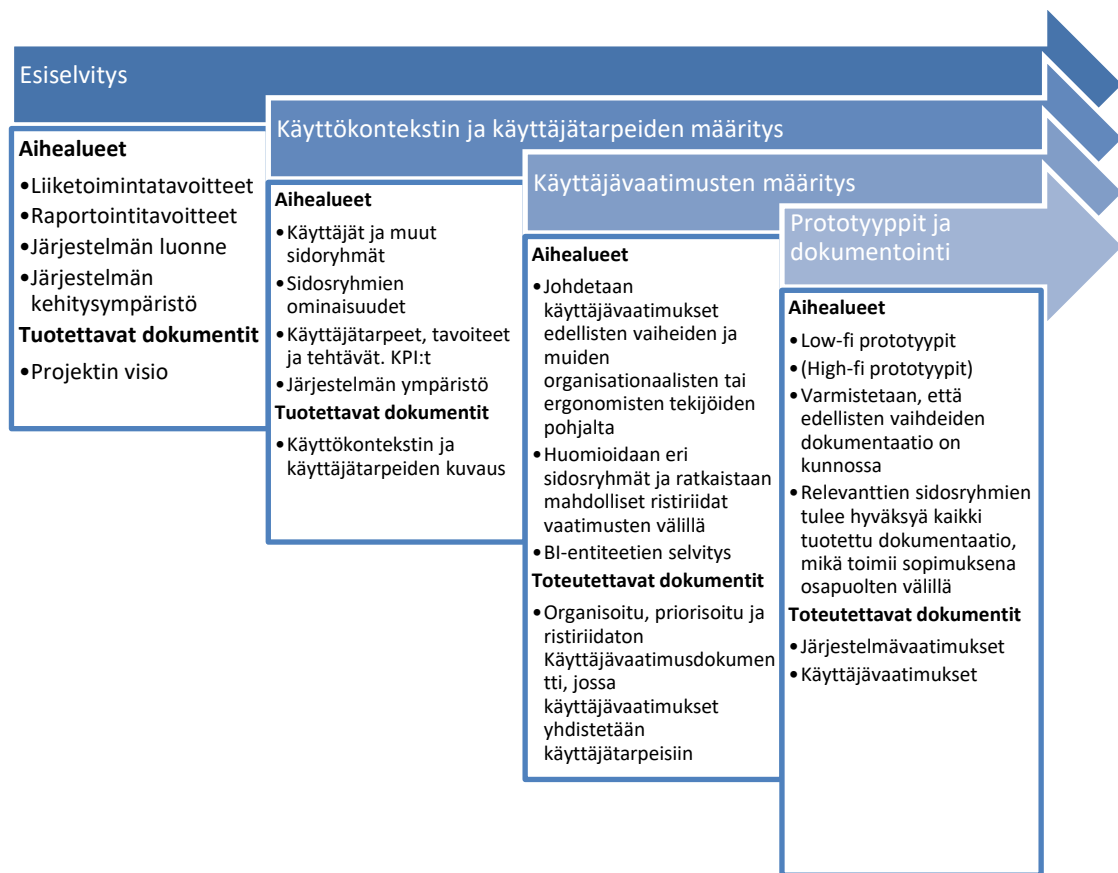 Esiselvitys
Aihealueet
•Liiketoimintatavoitteet
•Raportointitavoitteet
•Järjestelmän luonne
•Järjestelmän
kehitysympäristö
Tuotettavat dokumentit
•Projektin visio
Käyttökontekstin ja käyttäjätarpeiden määritys
Aihealueet
•Käyttäjät ja muut
sidoryhmät
•Sidosryhmien
ominaisuudet
•Käyttäjätarpeet, tavoiteet
ja tehtävät. KPI:t
•Järjestelmän ympäristö
Tuotettavat dokumentit
•Käyttökontekstin ja
käyttäjätarpeiden kuvaus
Käyttäjävaatimusten määritys
Aihealueet
•Johdetaan
käyttäjävaatimukset
edellisten vaiheiden ja
muiden
organisationaalisten tai
ergonomisten tekijöiden
pohjalta
•Huomioidaan eri
sidosryhmät ja ratkaistaan
mahdolliset ristiriidat
vaatimusten välillä
•BI-entiteetien selvitys
Toteutettavat dokumentit
•Organisoitu, priorisoitu ja
ristiriidaton
Käyttäjävaatimusdokumen
tti, jossa
käyttäjävaatimukset
yhdistetään
käyttäjätarpeisiin
Prototyyppit ja
dokumentointi
Aihealueet
•Low-fi prototyypit
•(High-fi prototyypit)
•Varmistetaan, että
edellisten vaihdeiden
dokumentaatio on
kunnossa
•Relevanttien sidosryhmien
tulee hyväksyä kaikki
tuotettu dokumentaatio,
mikä toimii sopimuksena
osapuolten välillä
Toteutettavat dokumentit
•Järjestelmävaatimukset
•Käyttäjävaatimukset